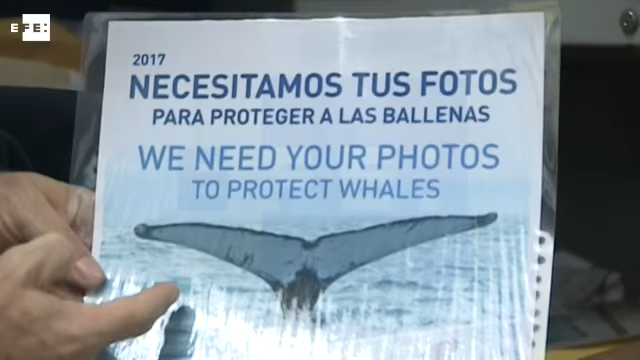 EFE:
2017
NECESITAMOS TUS FOTOS
PARA PROTEGER A LAS BALLENAS
WE NEED YOUR PHOTOS
TO PROTECT WHALES